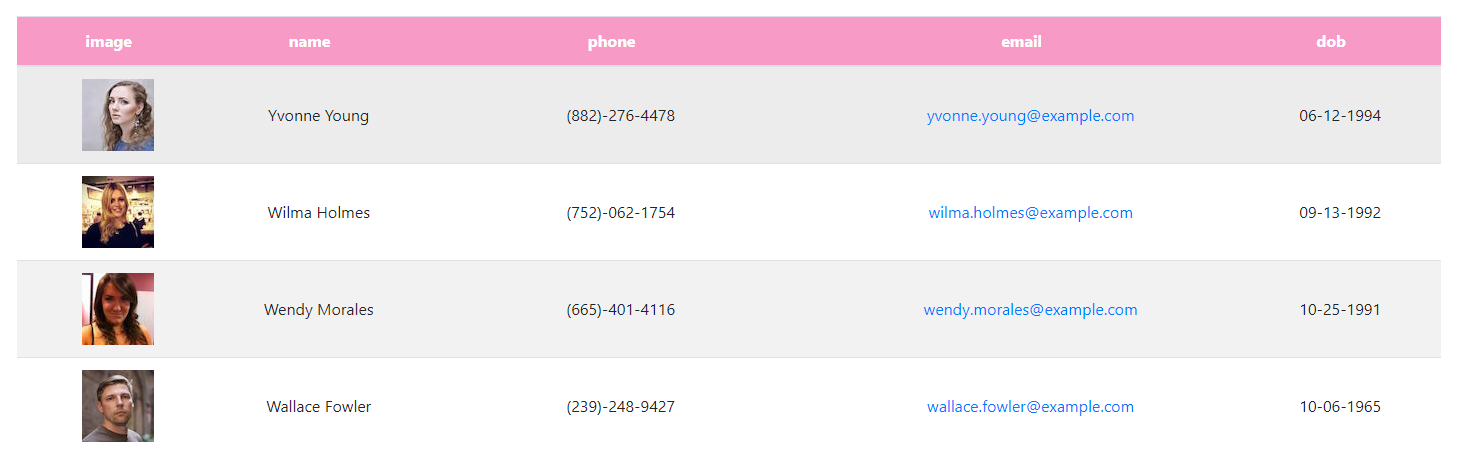 image name phone email dob
Yvonne Young (882)-276-4478 yvonne.young@example.com 06-12-1994
Wilma Holmes (752)-062-1754 wilma.holmes@example.com 09-13-1992
Wendy Morales (665)-401-4116 wendy.morales@example.com 10-25-1991
Wallace Fowler (239)-248-9427 wallace.fowler@example.com 10-06-1965